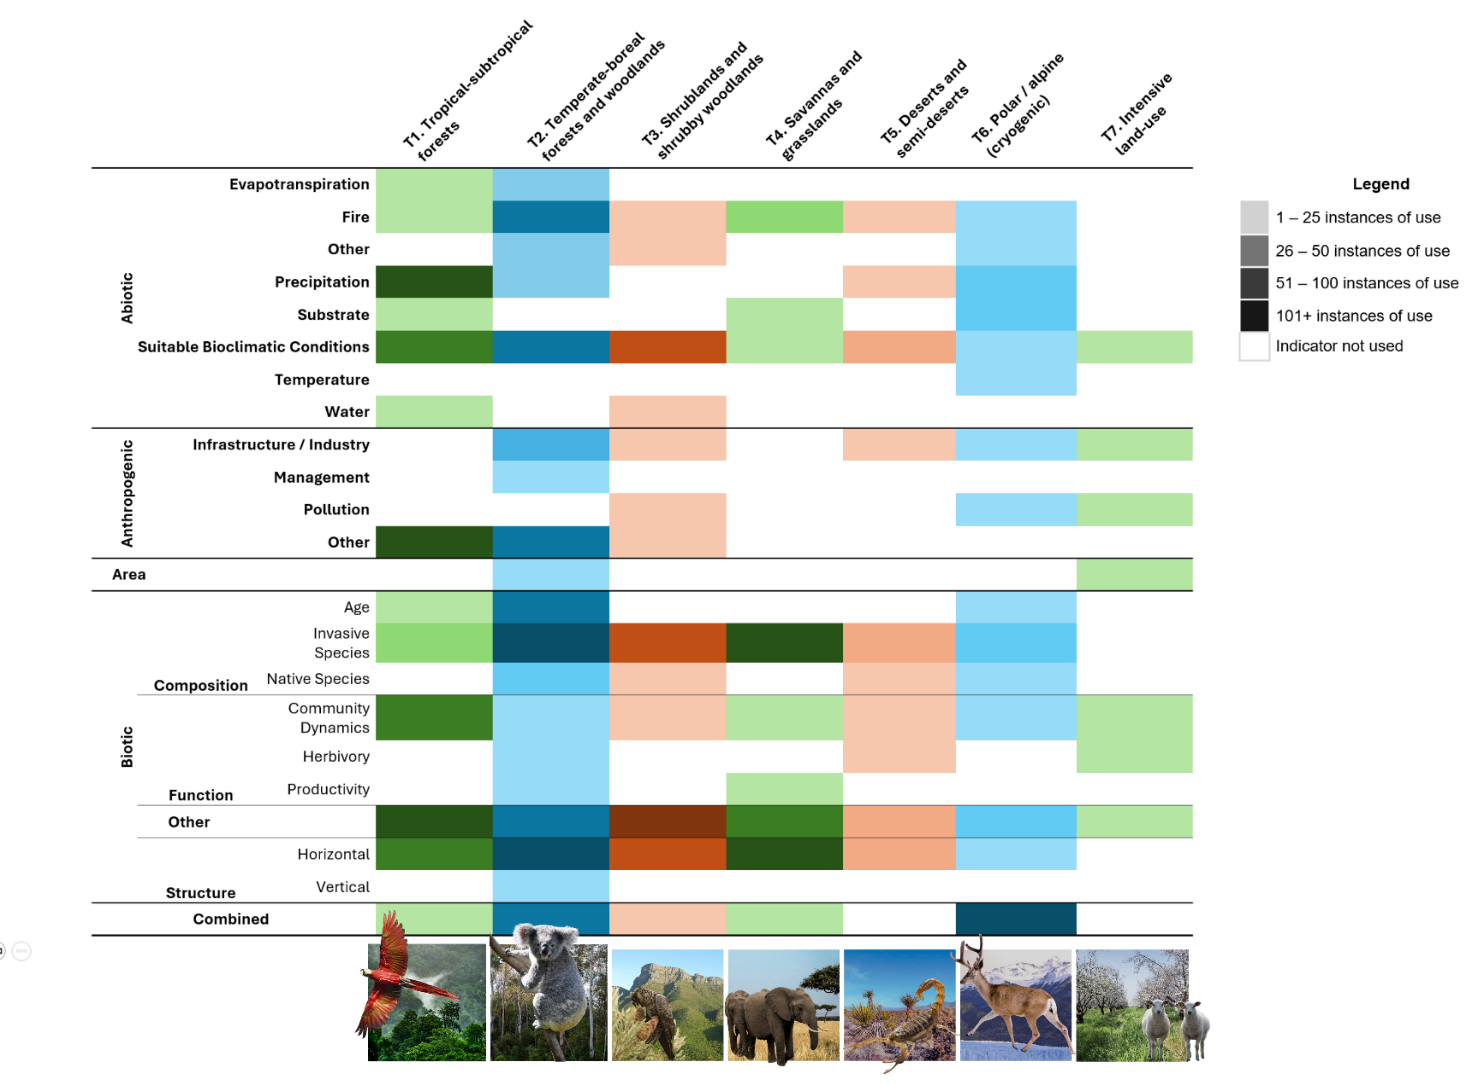 T1. Tropical-subtropical
forests
T2. Temperate-boreal
forests and woodlands
T3. Shrublands and
shrubby woodlands
T4. Savannas and
grasslands
T5. Deserts and
semi-deserts
T6. Polar / alpine
(cryogenic)
T7. Intensive
land-use
Legend
1 – 25 instances of use
26 – 50 instances of use
51 – 100 instances of use
101+ instances of use
Indicator not used
Abiotic
Evapotranspiration
Fire
Other
Precipitation
Substrate
Suitable Bioclimatic Conditions
Temperature
Water
Anthropogenic
Infrastructure / Industry
Management
Pollution
Other
Area
Biotic
Age
Invasive
Species
Native Species
Composition
Community
Dynamics
Herbivory
Productivity
Function
Other
Horizontal
Vertical
Structure
Combined